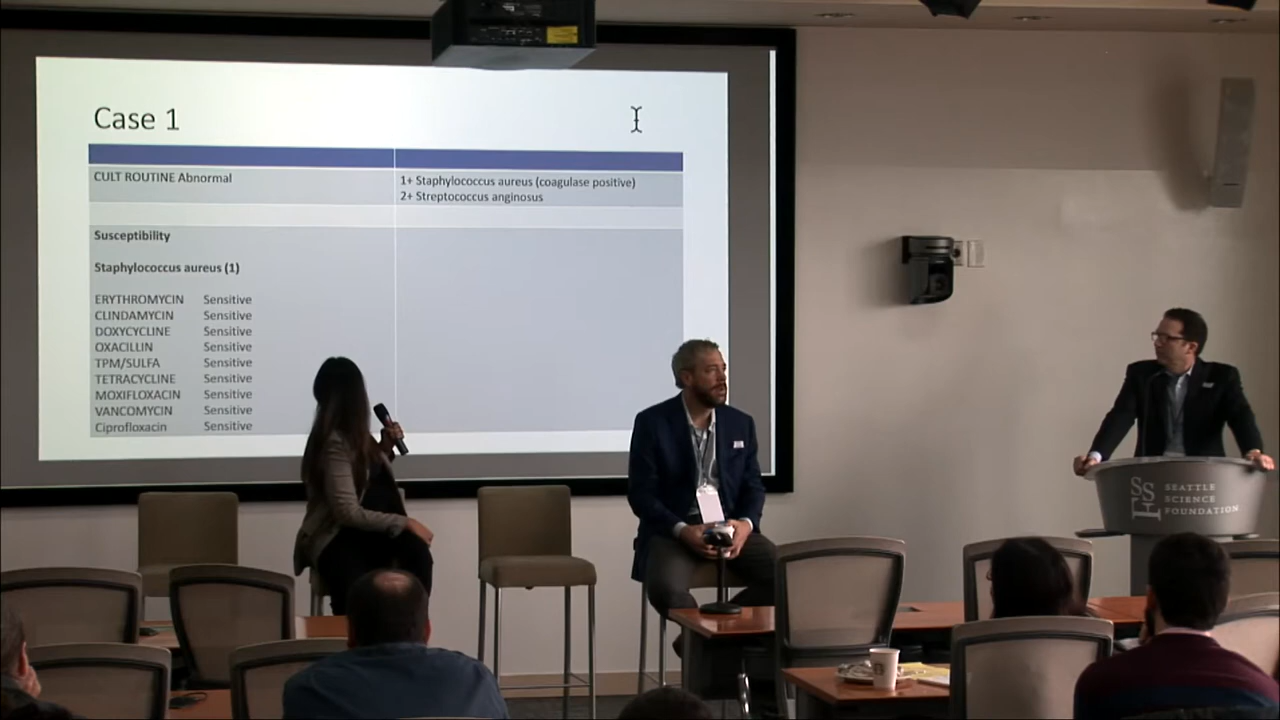 Case 1
CULT ROUTINE Abnormal
1+ Staphylococcus aureus (coagulase positive)
2+ Streptococcus anginosus
Susceptibility
Staphylococcus aureus (1)
ERYTHROMYCIN Sensitive
CLINDAMYCIN Sensitive
DOXYCYCLINE Sensitive
OXACILLIN Sensitive
TPM/SULFA Sensitive
TETRACYCLINE Sensitive
MOXIFLOXACIN Sensitive
VANCOMYCIN Sensitive
Ciprofloxacin Sensitive
SSF
SEATTLE
SCIENCE
FOUNDATION